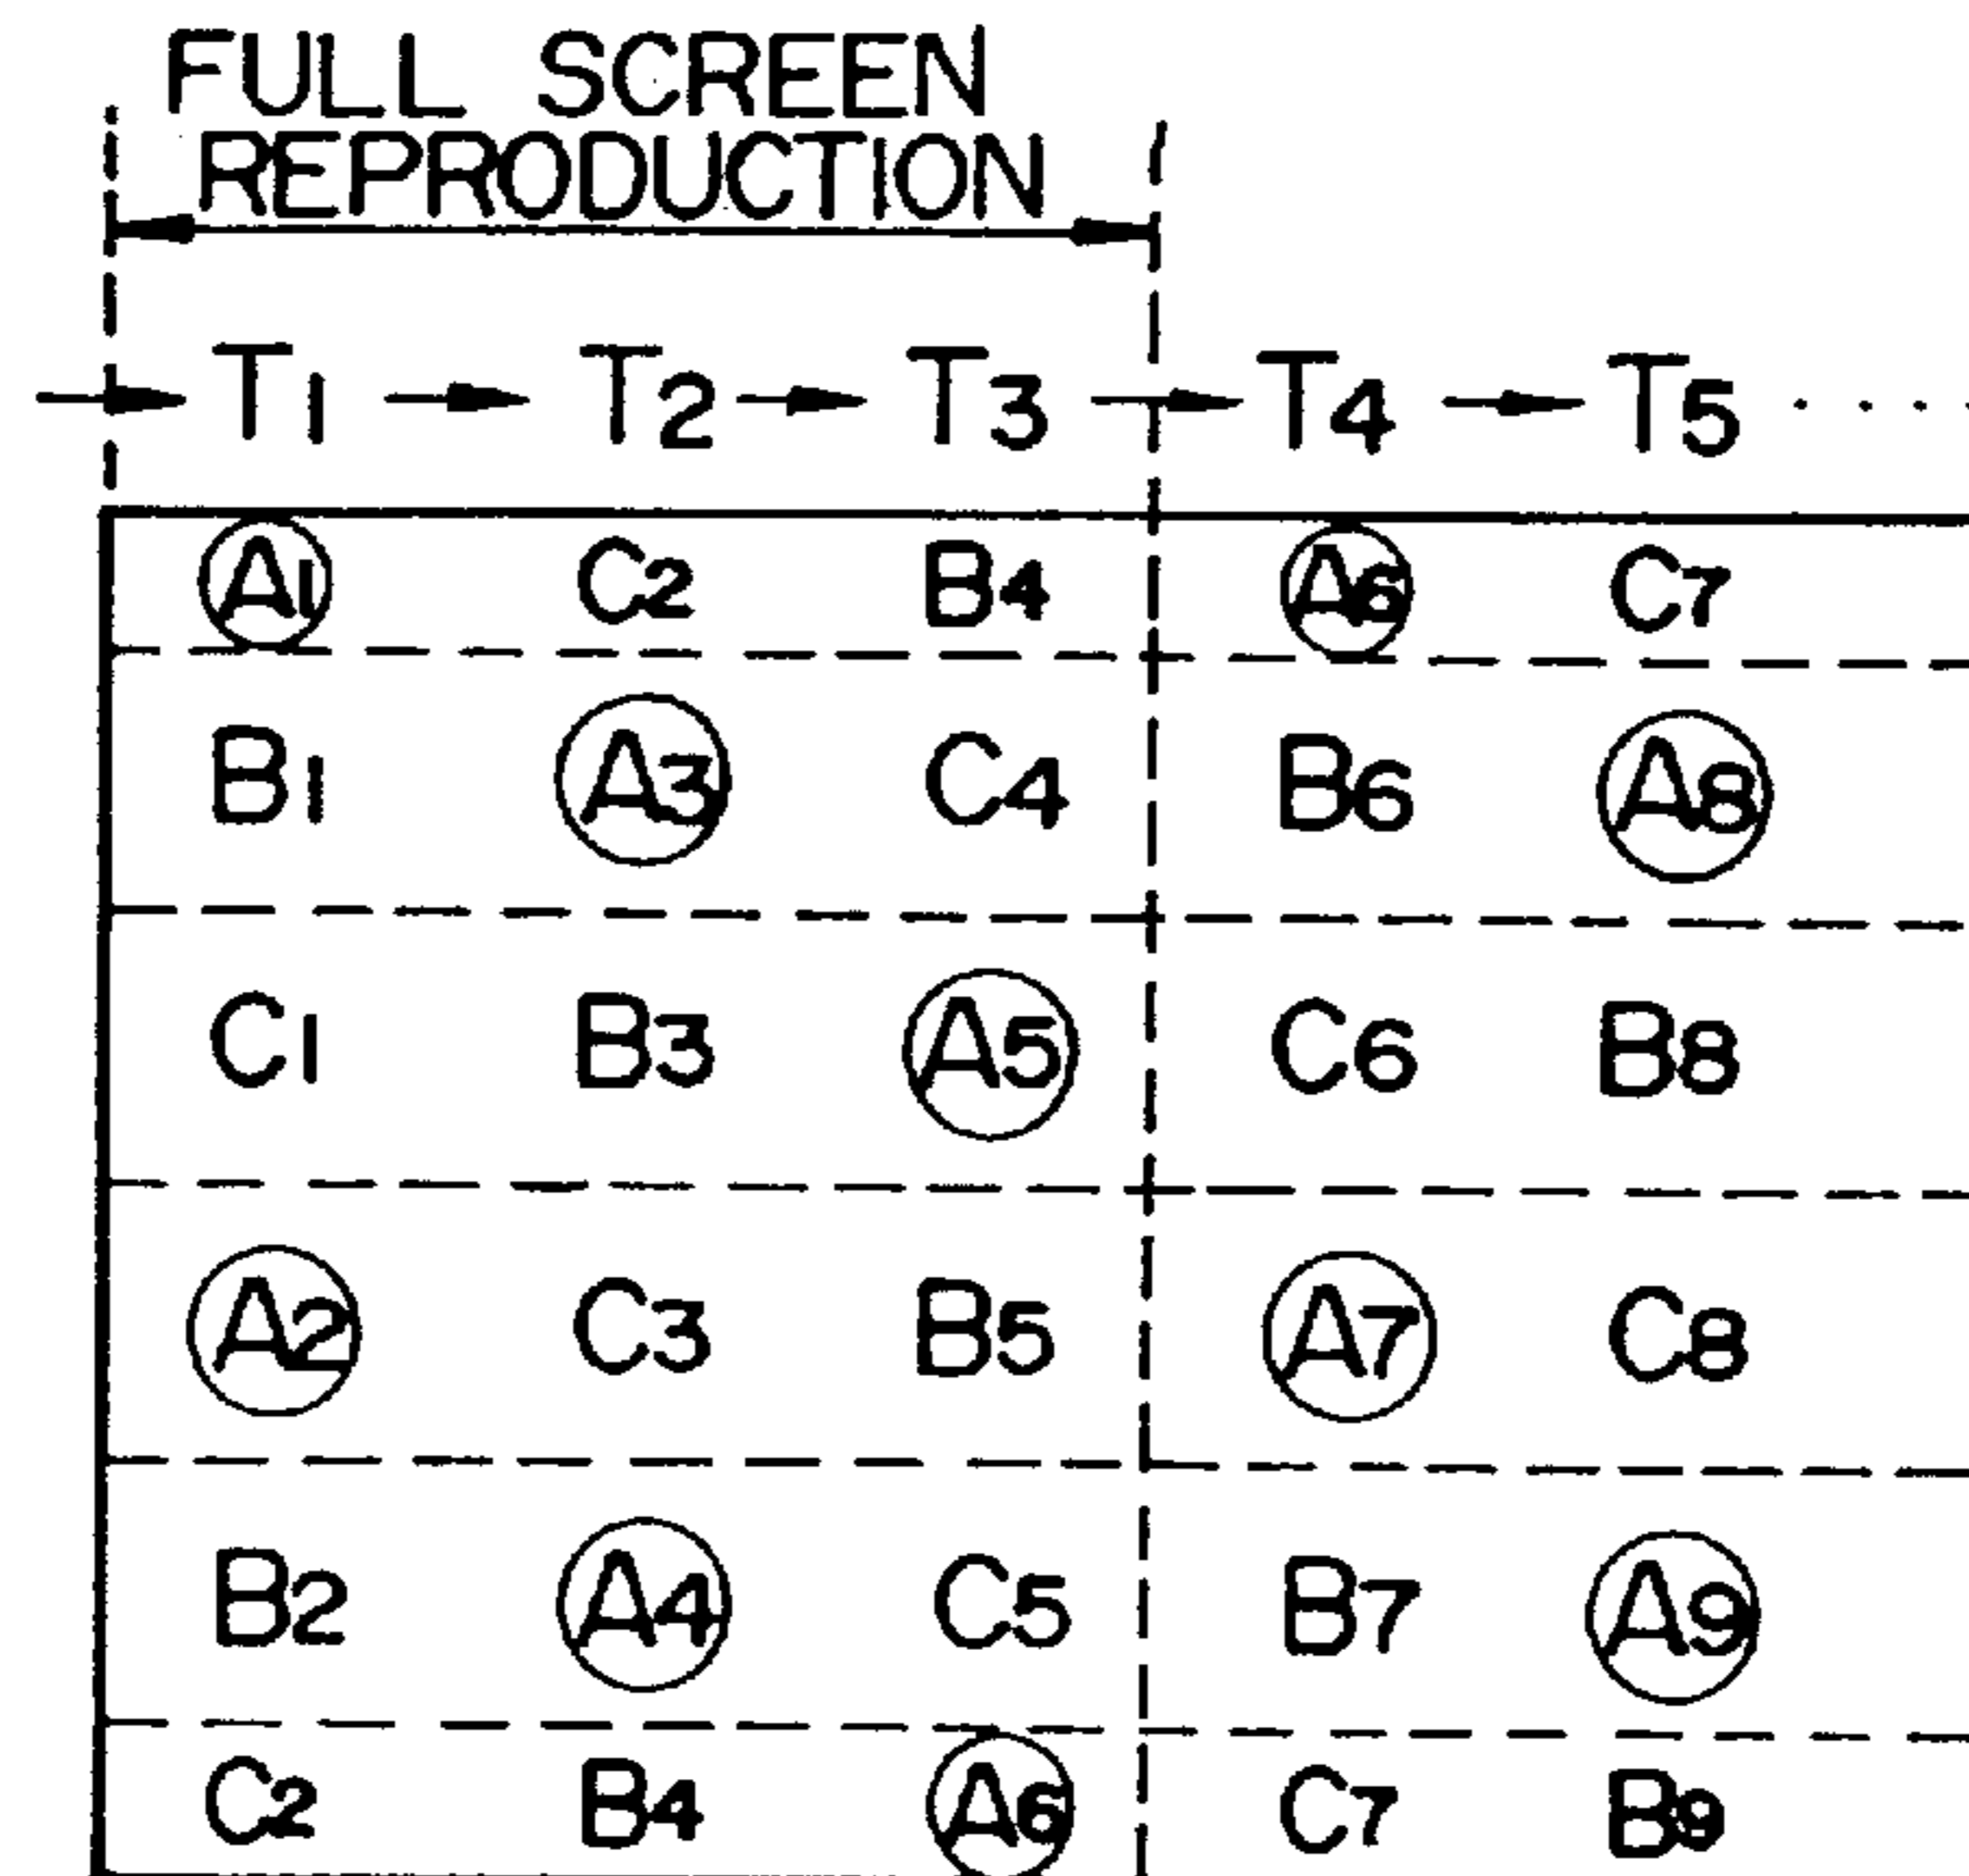 FULL SCREEN
REPRODUCTION
T1 T2 T3 T4 T5 . . . .
A1 C2 B4 A6 C7
B1 A3 C4 B6 A8
C1 B3 A5 C6 B8
A2 C3 B5 A7 C8
B2 A4 C5 B7 A9
C2 B4 A6 C7 B9